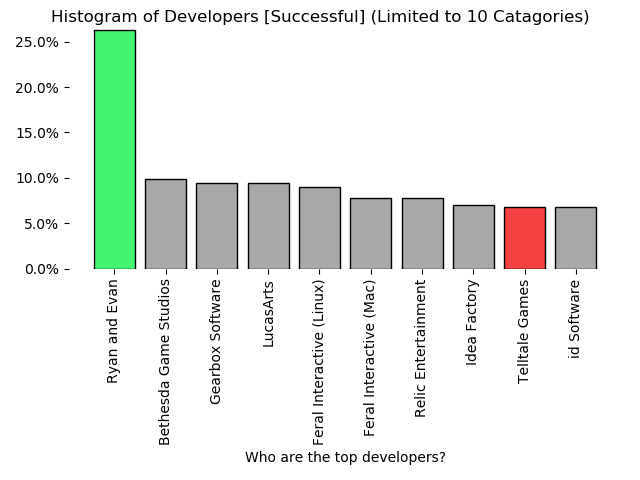 Histogram of Developers [Successful] (Limited to 10 Catagories)
25.0%
20.0%
15.0%
10.0%
5.0%
0.0%
Ryan and Evan
Bethesda Game Studios
Gearbox Software
LucasArts
Feral Interactive (Linux)
Feral Interactive (Mac)
Relic Entertainment
Idea Factory
Telltale Games
id Software
Who are the top developers?